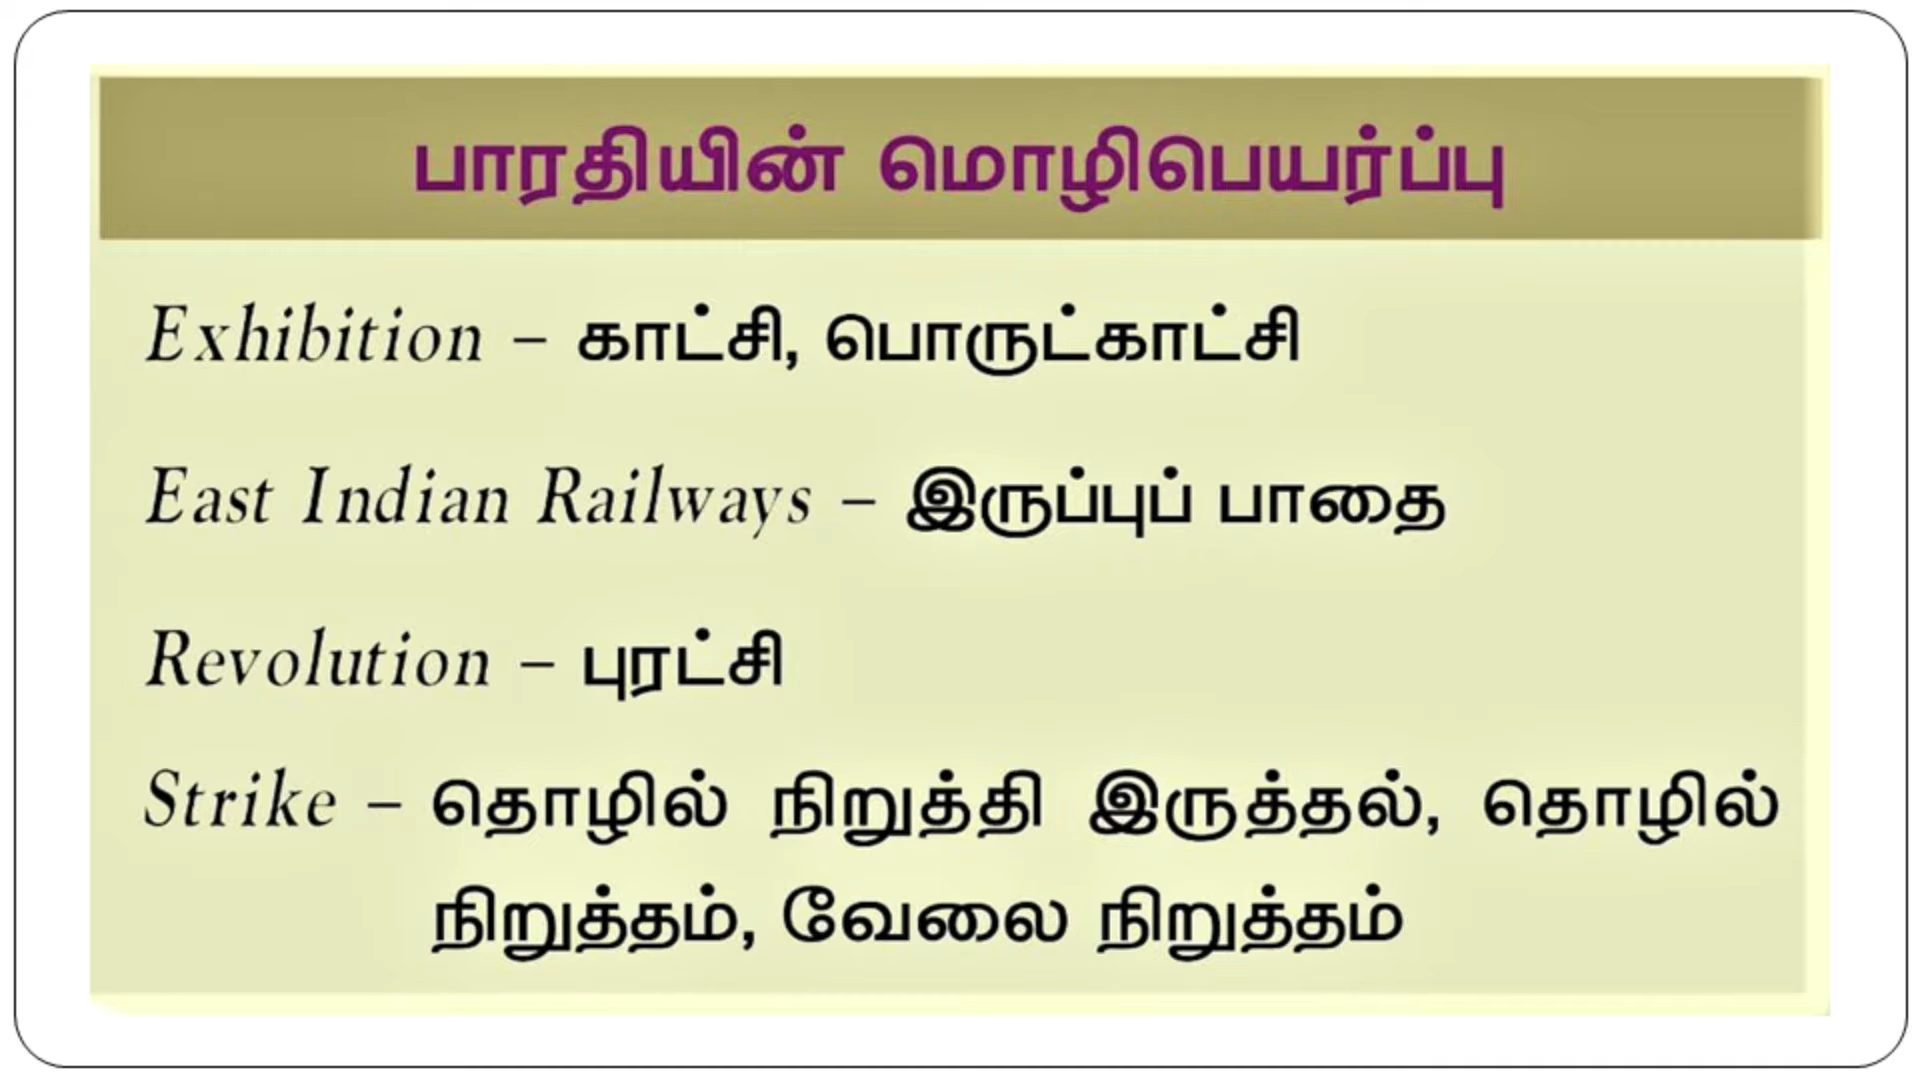 பாரதியின் மொழிபெயர்ப்பு
Exhibition – காட்சி, பொருட்காட்சி
East Indian Railways – இருப்புப் பாதை
Revolution – புரட்சி
Strike – தொழில் நிறுத்தி இருத்தல், தொழில்
நிறுத்தம், வேலை நிறுத்தம்